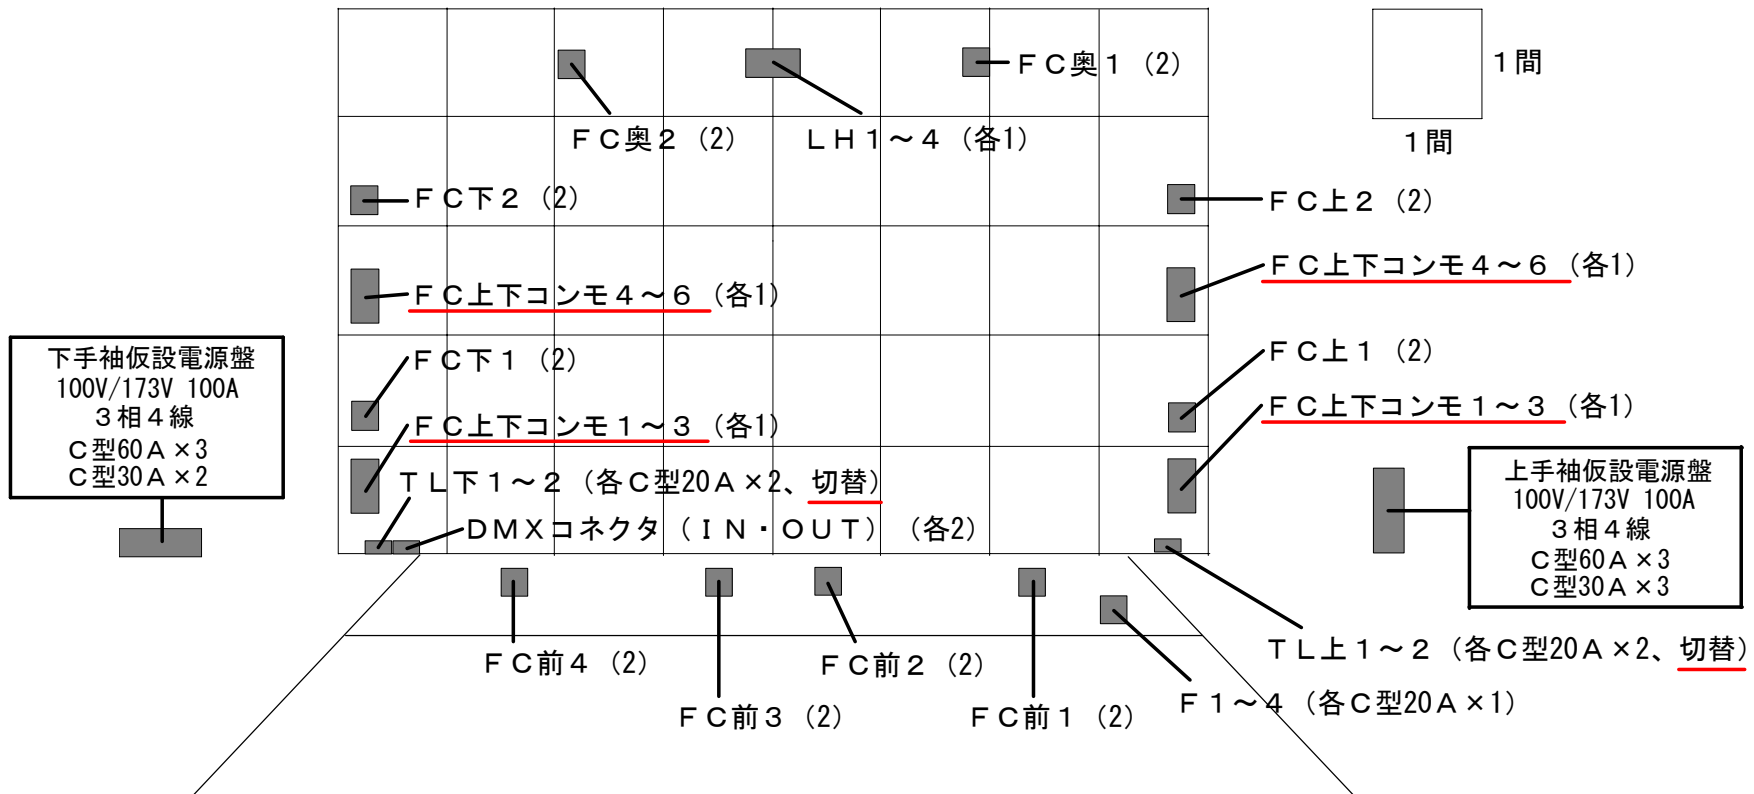 ＦＣ奥１（2）
１間
ＦＣ奥２（2）
ＬＨ１～４（各1）
１間
ＦＣ下２（2）
ＦＣ上２（2）
ＦＣ上下コンモ４～６（各1）
ＦＣ上下コンモ４～６（各1）
下手袖仮設電源盤
100V/173V 100A
３相４線
Ｃ型60Ａ×3
Ｃ型30Ａ×2
ＦＣ下１（2）
ＦＣ上１（2）
ＦＣ上下コンモ１～３（各1）
ＦＣ上下コンモ１～３（各1）
ＴＬ下１～２（各Ｃ型20Ａ×2、切替）
ＤＭＸコネクタ（ＩＮ・ＯＵＴ）（各2）
上手袖仮設電源盤
100V/173V 100A
３相４線
Ｃ型60Ａ×3
Ｃ型30Ａ×3
ＦＣ前４（2）
ＦＣ前２（2）
ＴＬ上１～２（各Ｃ型20Ａ×2、切替）
ＦＣ前３（2）
ＦＣ前１（2）
Ｆ１～４（各Ｃ型20Ａ×1）